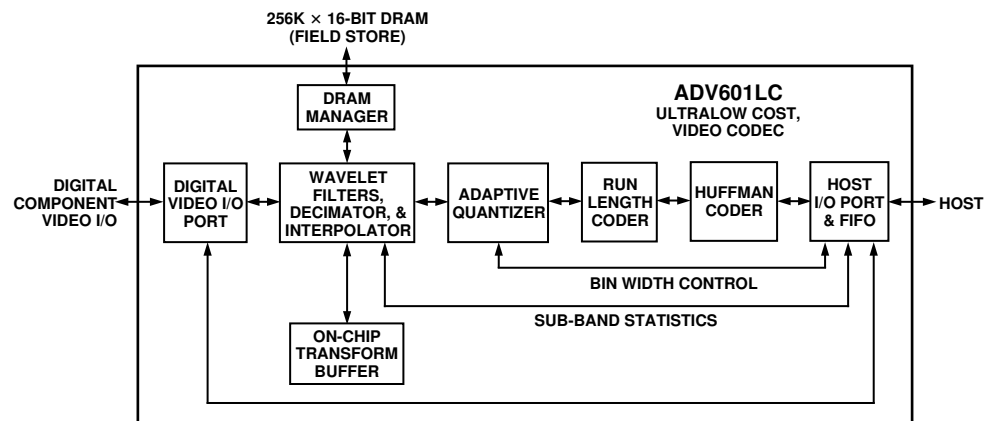 256K × 16-BIT DRAM
(FIELD STORE)
ADV601LC
ULTRALOW COST,
VIDEO CODEC
DRAM
MANAGER
DIGITAL
COMPONENT
VIDEO I/O
DIGITAL
VIDEO I/O
PORT
WAVELET
FILTERS,
DECIMATOR, &
INTERPOLATOR
ADAPTIVE
QUANTIZER
RUN
LENGTH
CODER
HUFFMAN
CODER
HOST
I/O PORT
& FIFO
HOST
BIN WIDTH CONTROL
SUB-BAND STATISTICS
ON-CHIP
TRANSFORM
BUFFER